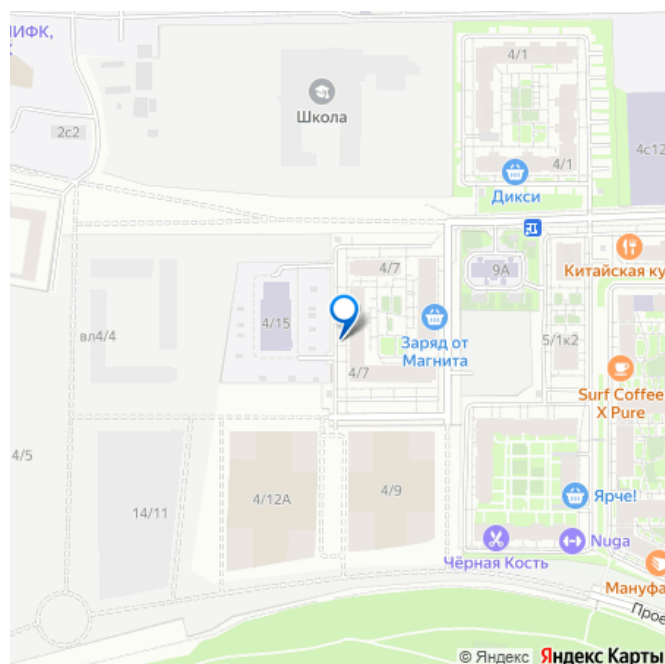 ИФК,
4/1
Школа
2с2
4с12
4/1
Дикси
9А
Китайская ку
4/7
4/15
вл4/4
Заряд от
Магнита
5/1к2
4/7
Surf Coffee
X Pure
4/5
4/12А
4/9
Ярче!
14/11
Чёрная Кость
Nuga
Мануфа
Прое
© Яндекс Яндекс Карты